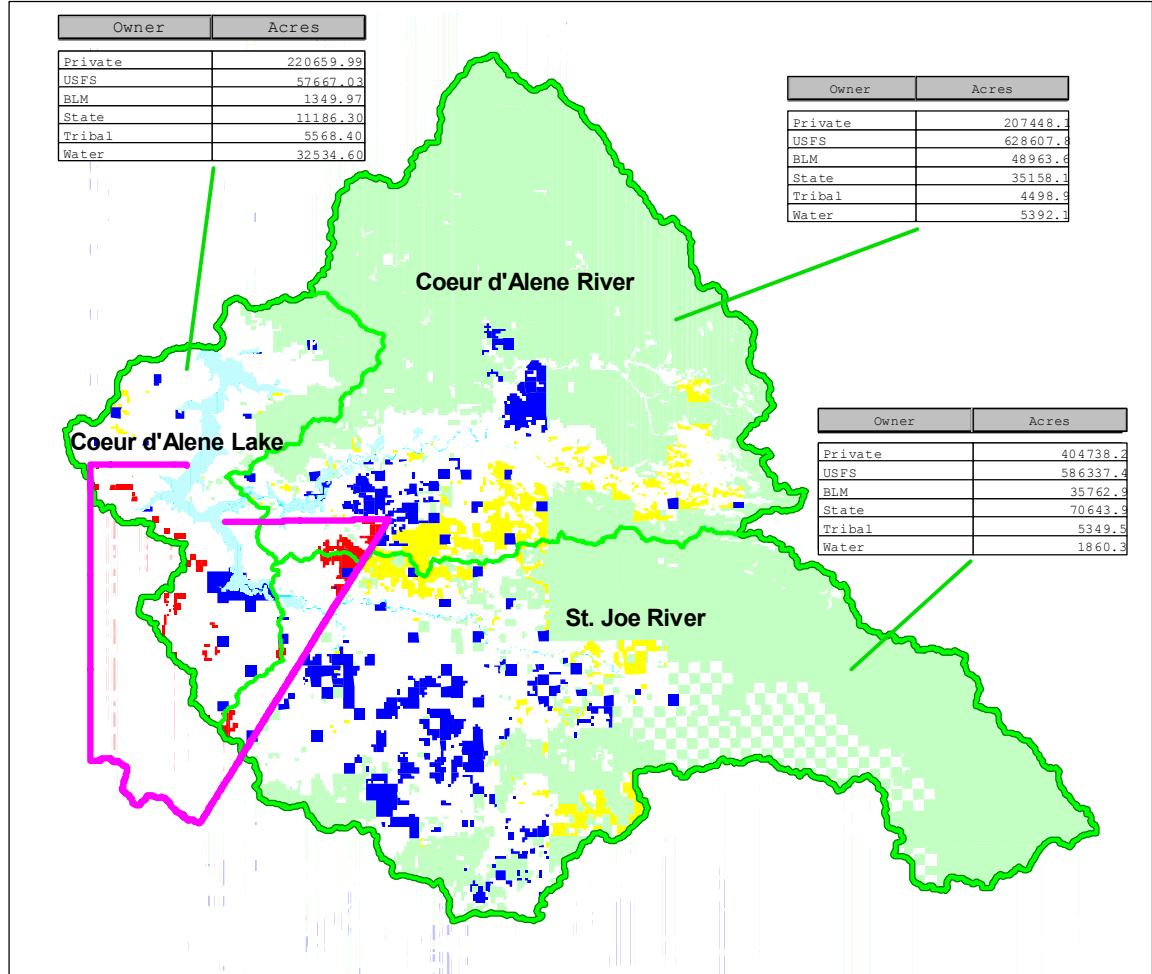 Owner Acres
Private 220659.99
USFS 57667.03
BLM 1349.97
State 11186.30
Tribal 5568.40
Water 32534.60
Owner Acres
Private 207448.1
USFS 628607.8
BLM 48963.6
State 35158.1
Tribal 4498.9
Water 5392.1
Coeur d'Alene River
Coeur d'Alene Lake
Owner Acres
Private 404738.2
USFS 586337.4
BLM 35762.9
State 70643.9
Tribal 5349.5
Water 1860.3
St. Joe River